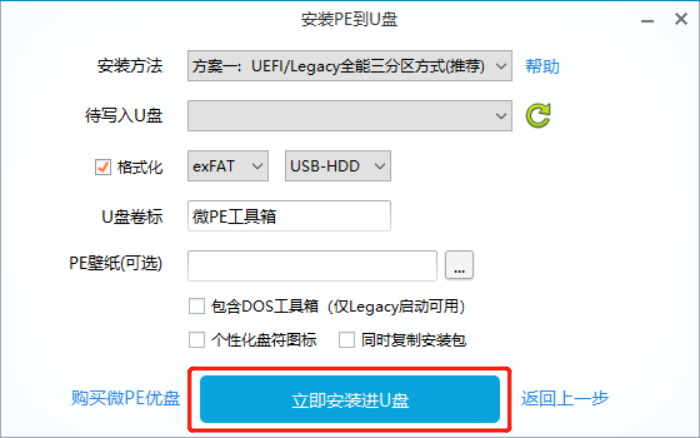 安装PE到U盘
安装方法 方案一：UEFI/Legacy全能三分区方式(推荐) 帮助
待写入U盘
格式化 exFAT USB-HDD
U盘卷标 微PE工具箱
PE壁纸(可选) ...
包含DOS工具箱（仅Legacy启动可用）
个性化盘符图标 同时复制安装包
购买微PE优盘 立即安装进U盘 返回上一步